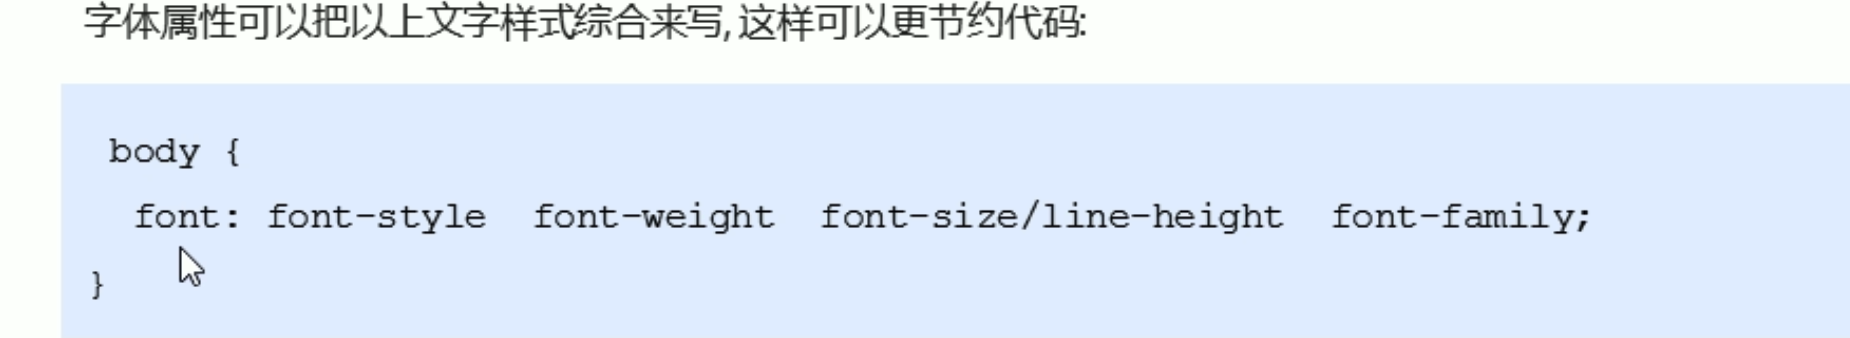 字体属性可以把以上文字样式综合来写, 这样可以更节约代码:
body {
font: font-style font-weight font-size/line-height font-family;
}